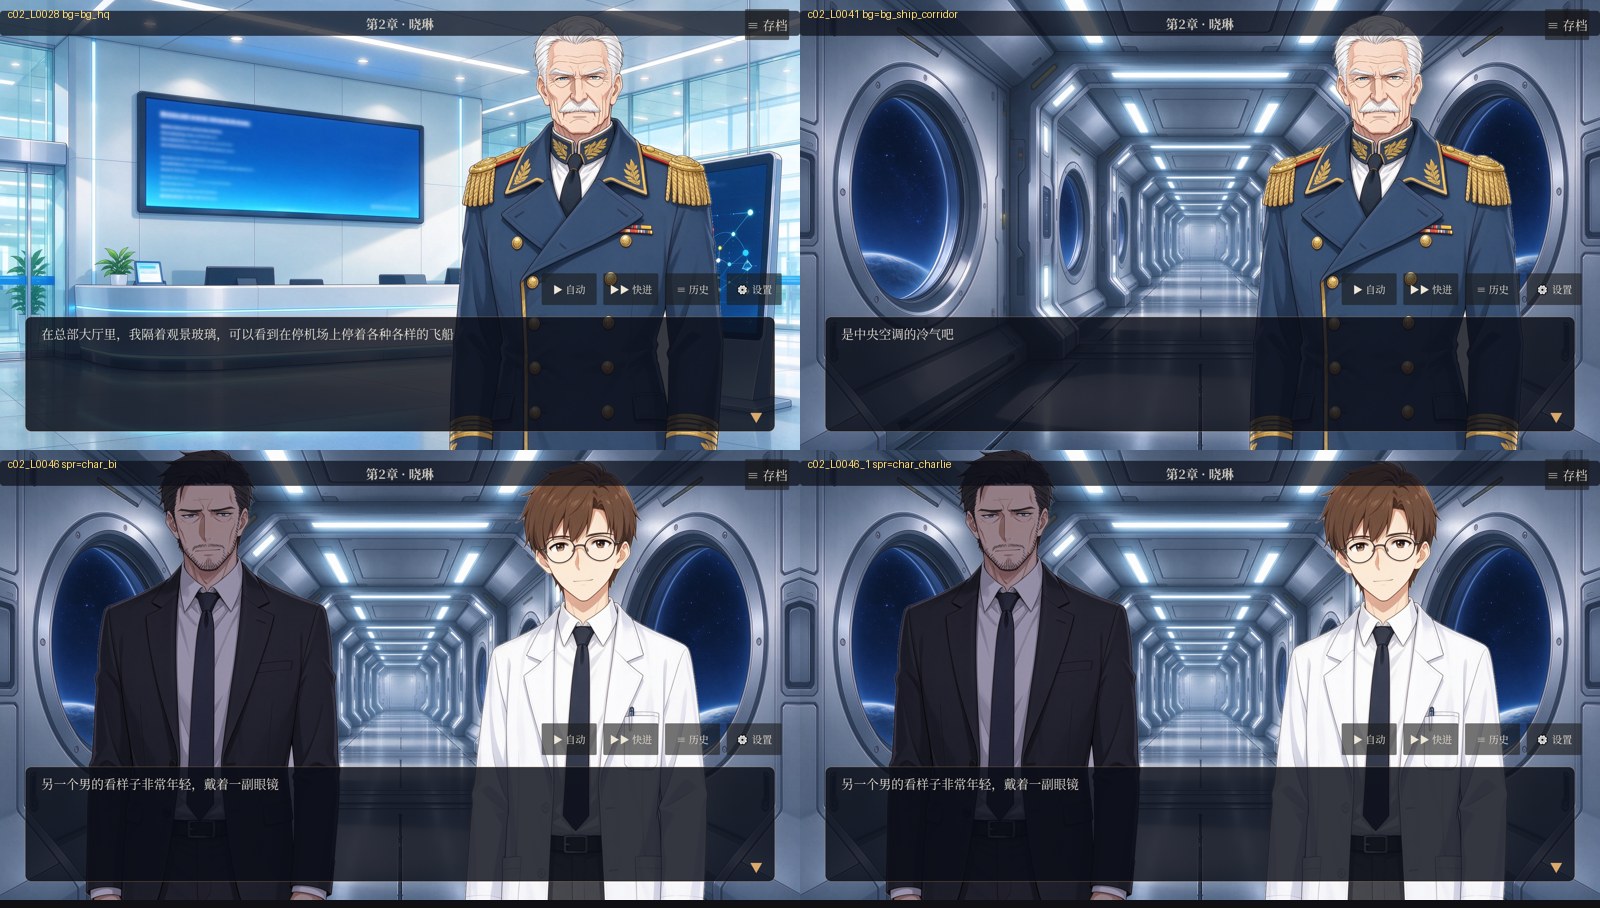 c02_L0028 bg=bg_hq
第2章 · 晓琳
≡ 存档
▶ 自动
▶▶ 快进
≡ 历史
设置
在总部大厅里，我隔着观景玻璃，可以看到在停机场上停着各种各样的飞船
c02_L0041 bg=bg_ship_corridor
第2章 · 晓琳
≡ 存档
▶ 自动
▶▶ 快进
≡ 历史
设置
是中央空调的冷气吧
c02_L0046 spr=char_bi
第2章 · 晓琳
≡ 存档
▶ 自动
▶▶ 快进
≡ 历史
设置
另一个男的看样子非常年轻，戴着一副眼镜
c02_L0046_1 spr=char_charlie
第2章 · 晓琳
≡ 存档
▶ 自动
▶▶ 快进
≡ 历史
设置
另一个男的看样子非常年轻，戴着一副眼镜